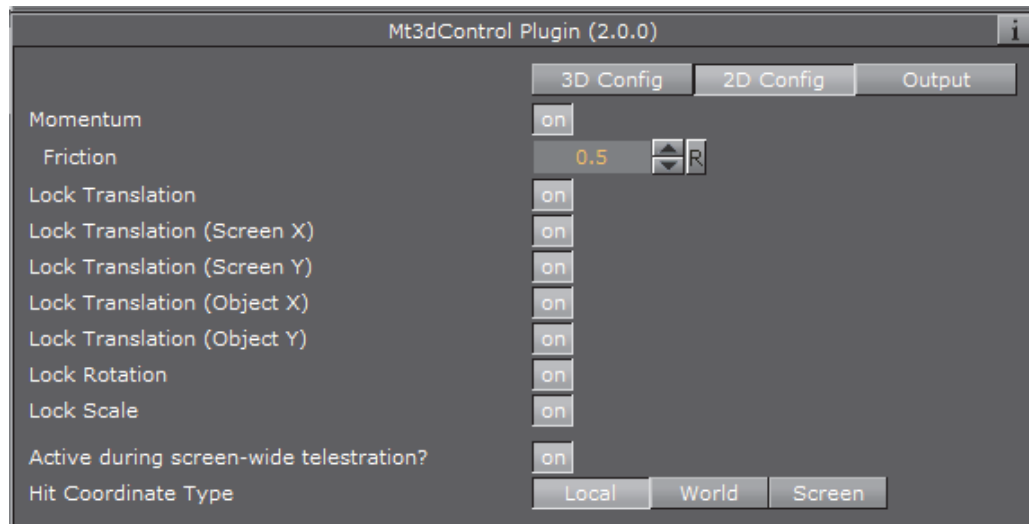 Mt3dControl Plugin (2.0.0) i
3D Config 2D Config Output
Momentum on
Friction 0.5 R
Lock Translation on
Lock Translation (Screen X) on
Lock Translation (Screen Y) on
Lock Translation (Object X) on
Lock Translation (Object Y) on
Lock Rotation on
Lock Scale on
Active during screen-wide telestration? on
Hit Coordinate Type Local World Screen